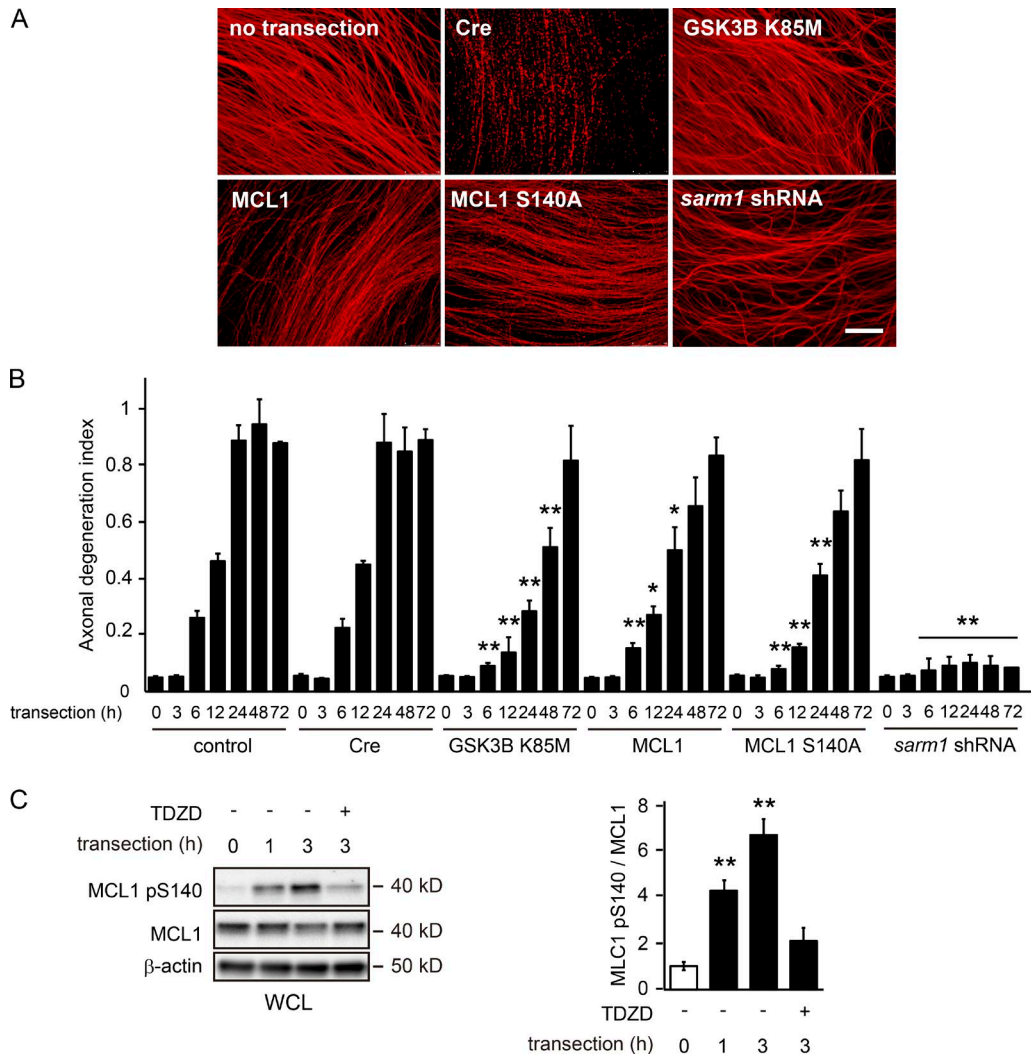 A
no transection
Cre
GSK3B K85M
MCL1
MCL1 S140A
sarm1 shRNA
B
Axonal degeneration index
1
0.8
0.6
0.4
0.2
0
** ** ** **
* * *
** ** **
**
transection (h) 0 3 6 12 24 48 72 0 3 6 12 24 48 72 0 3 6 12 24 48 72 0 3 6 12 24 48 72 0 3 6 12 24 48 72 0 3 6 12 24 48 72
control Cre GSK3B K85M MCL1 MCL1 S140A sarm1 shRNA
C
TDZD - - - +
transection (h) 0 1 3 3
MCL1 pS140 – 40 kD
MCL1 – 40 kD
β-actin – 50 kD
WCL
MLC1 pS140 / MCL1
8
6
4
2
0
** **
TDZD - - - +
transection (h) 0 1 3 3